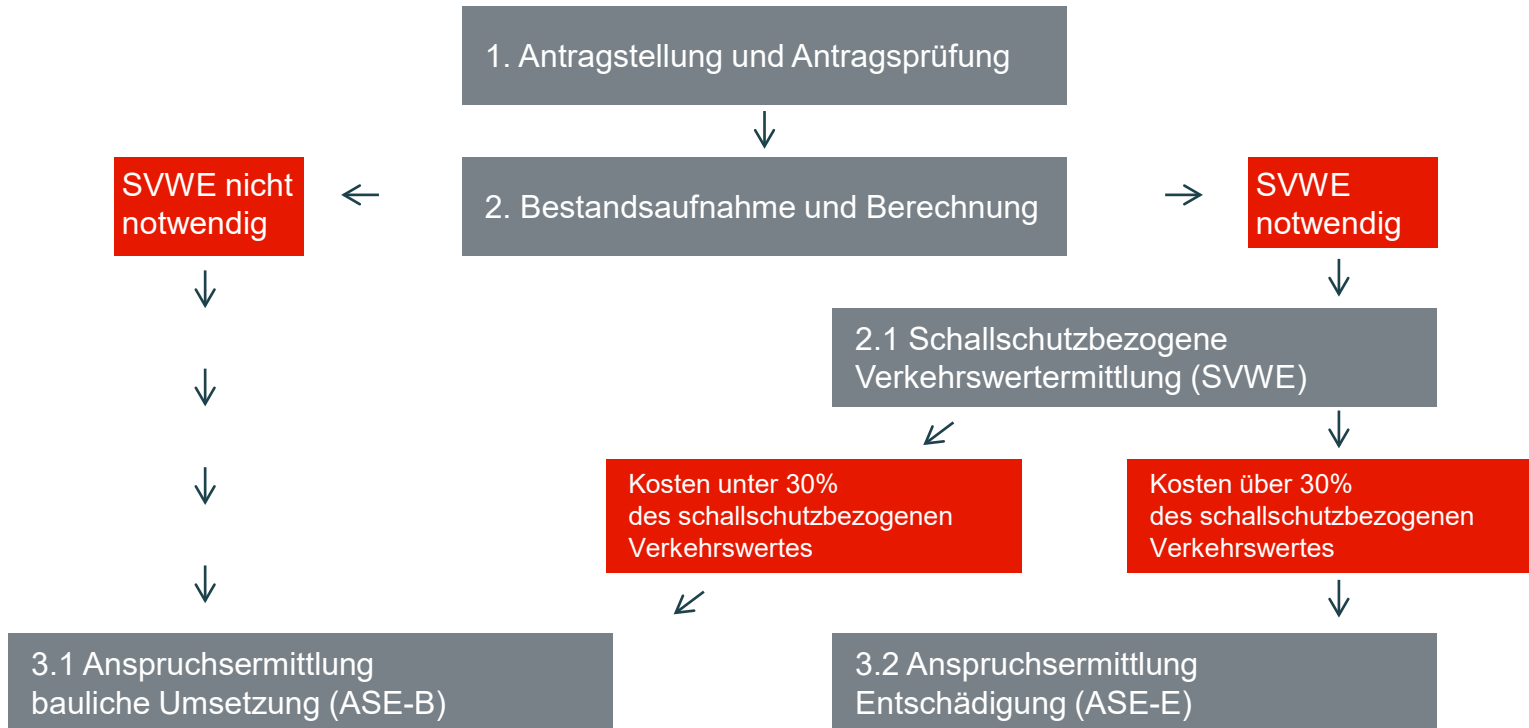 1. Antragstellung und Antragsprüfung
SVWE nicht
notwendig
2. Bestandsaufnahme und Berechnung
SVWE
notwendig
2.1 Schallschutzbezogene
Verkehrswertermittlung (SVWE)
Kosten unter 30%
des schallschutzbezogenen
Verkehrswertes
Kosten über 30%
des schallschutzbezogenen
Verkehrswertes
3.1 Anspruchsermittlung
bauliche Umsetzung (ASE-B)
3.2 Anspruchsermittlung
Entschädigung (ASE-E)